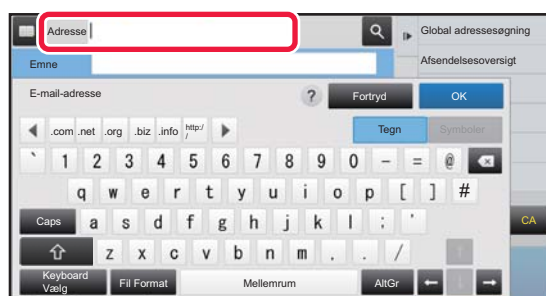 Adresse
Global adressesøgning
Emne
Afsendelsesoversigt
E-mail-adresse ? Fortryd OK
.com .net .org .biz .info http:// Tegn Symboler
` 1 2 3 4 5 6 7 8 9 0 - = @
q w e r t y u i o p [ ] #
Caps a s d f g h j k l ; ' CA
z x c v b n m , . /
Keyboard Vælg Fil Format Mellemrum AltGr